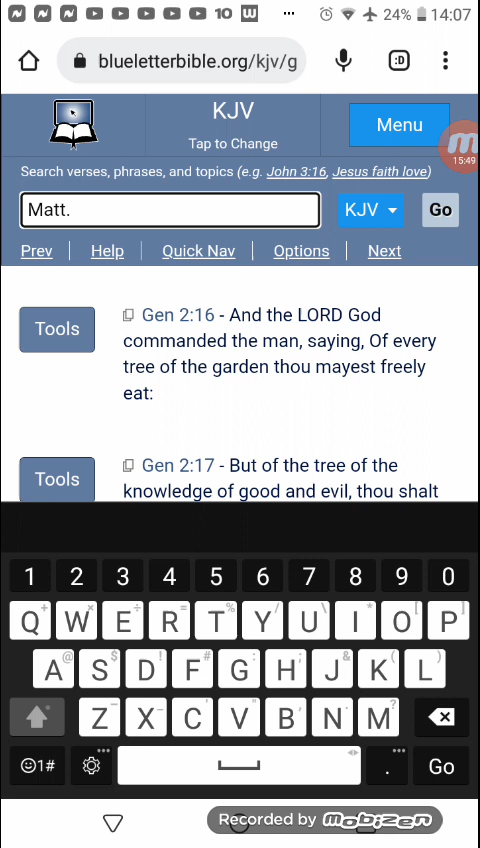 10 W ... 24% 14:07
blueletterbible.org/kjv/g :D
KJV
Tap to Change
Menu
15:49
Search verses, phrases, and topics (e.g. John 3:16, Jesus faith love)
Matt. KJV Go
Prev Help Quick Nav Options Next
Tools
Gen 2:16 - And the LORD God
commanded the man, saying, Of every
tree of the garden thou mayest freely
eat:
Tools
Gen 2:17 - But of the tree of the
knowledge of good and evil, thou shalt
1 2 3 4 5 6 7 8 9 0
Q W E R T Y U I O P
A S D F G H J K L
Z X C V B N M
1# . Go
Recorded by Mobizen